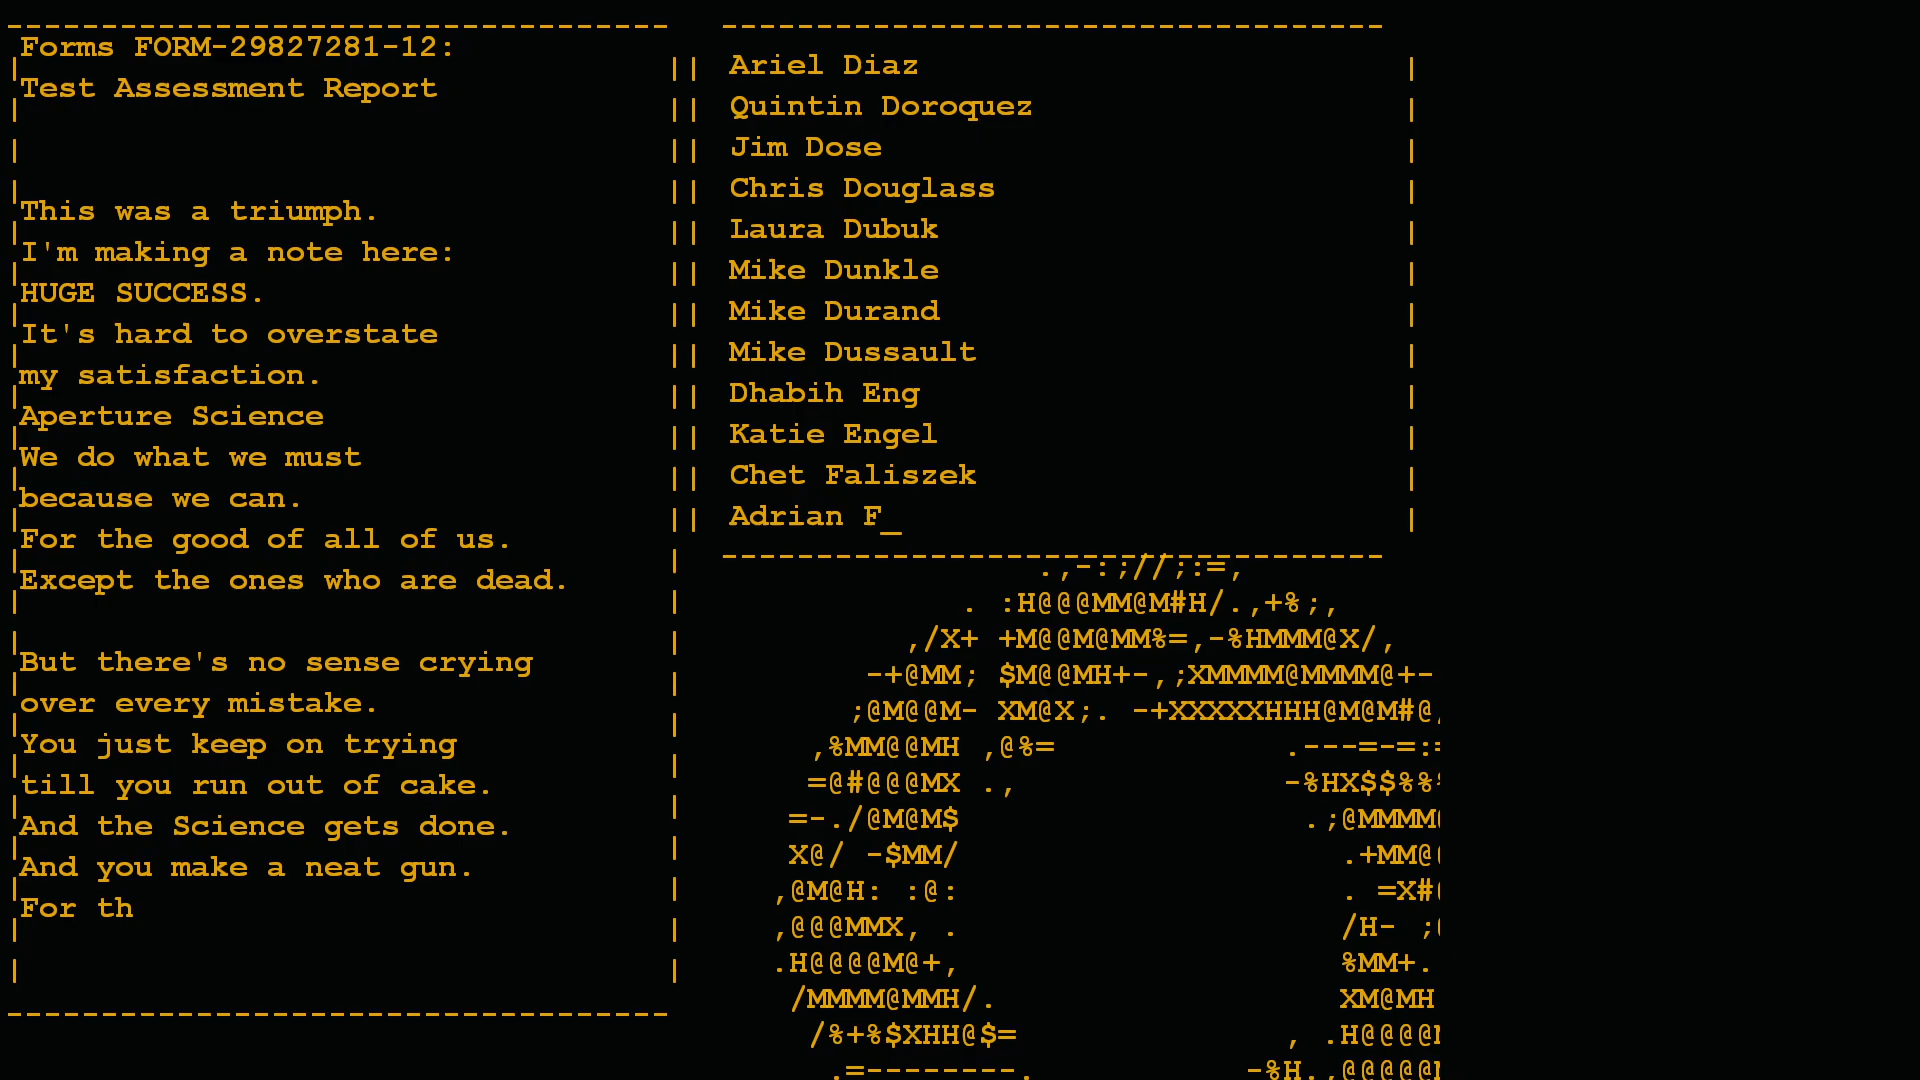 Forms FORM-29827281-12:
Test Assessment Report
This was a triumph.
I'm making a note here:
HUGE SUCCESS.
It's hard to overstate
my satisfaction.
Aperture Science
We do what we must
because we can.
For the good of all of us.
Except the ones who are dead.
But there's no sense crying
over every mistake.
You just keep on trying
till you run out of cake.
And the Science gets done.
And you make a neat gun.
For th
Ariel Diaz
Quintin Doroquez
Jim Dose
Chris Douglass
Laura Dubuk
Mike Dunkle
Mike Durand
Mike Dussault
Dhabih Eng
Katie Engel
Chet Faliszek
Adrian F_